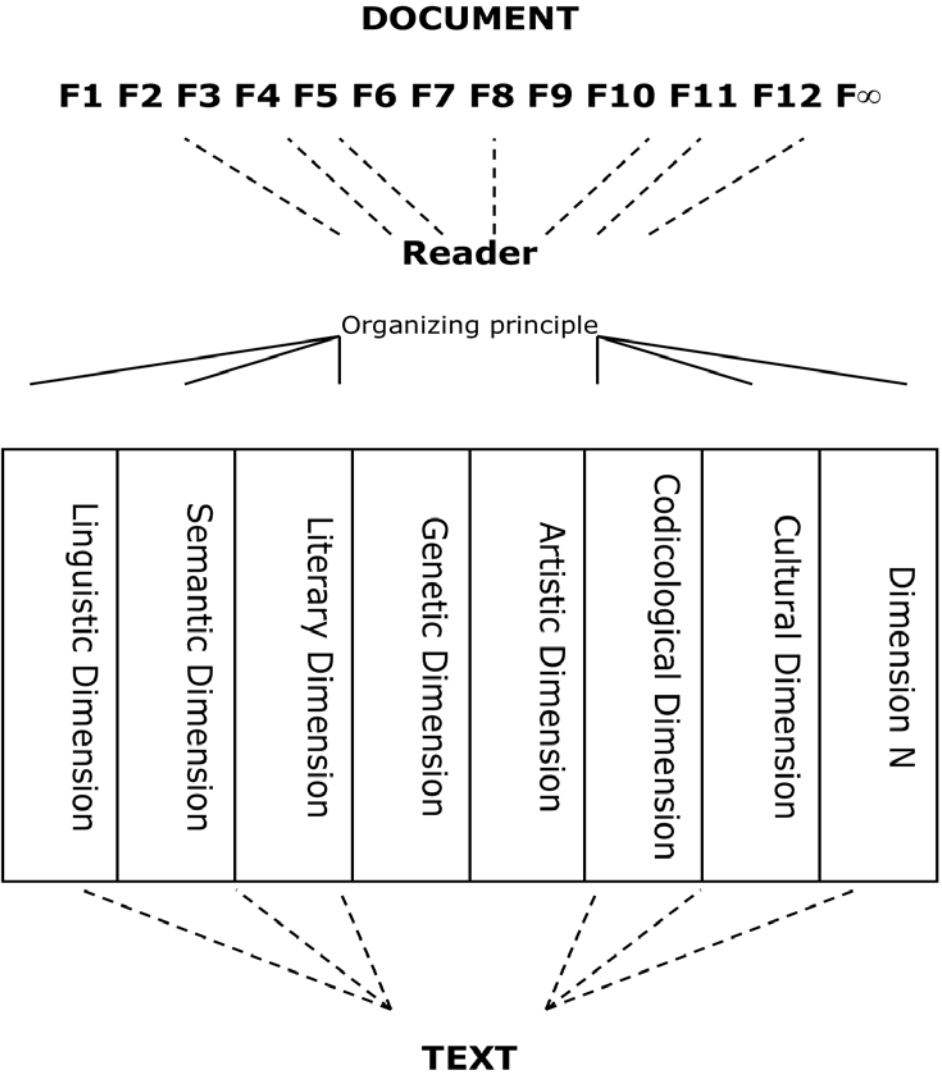 DOCUMENT
F1 F2 F3 F4 F5 F6 F7 F8 F9 F10 F11 F12 F∞
Reader
Organizing principle
Linguistic Dimension
Semantic Dimension
Literary Dimension
Genetic Dimension
Artistic Dimension
Codicological Dimension
Cultural Dimension
Dimension N
TEXT